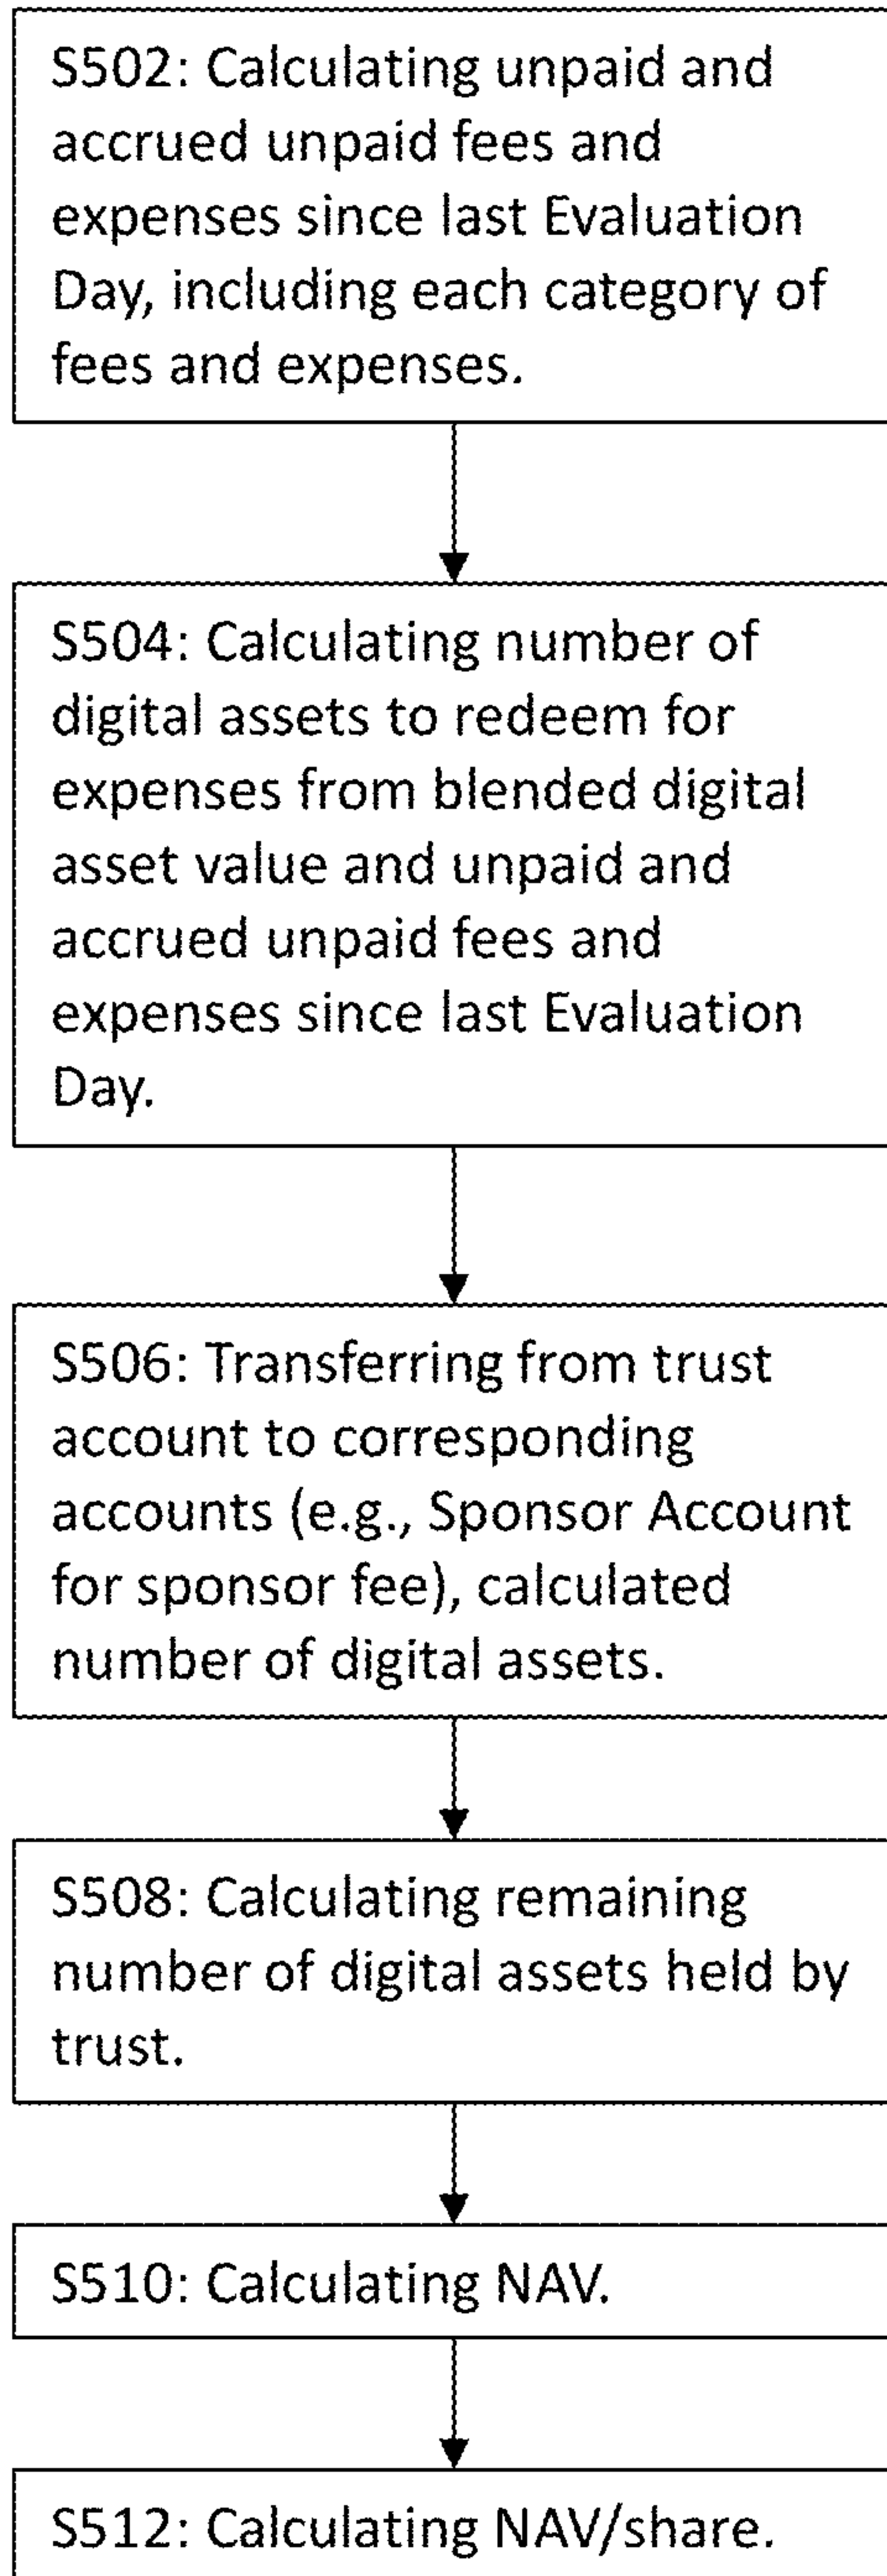 S502: Calculating unpaid and
accrued unpaid fees and
expenses since last Evaluation
Day, including each category of
fees and expenses.
S504: Calculating number of
digital assets to redeem for
expenses from blended digital
asset value and unpaid and
accrued unpaid fees and
expenses since last Evaluation
Day.
S506: Transferring from trust
account to corresponding
accounts (e.g., Sponsor Account
for sponsor fee), calculated
number of digital assets.
S508: Calculating remaining
number of digital assets held by
trust.
S510: Calculating NAV.
S512: Calculating NAV/share.